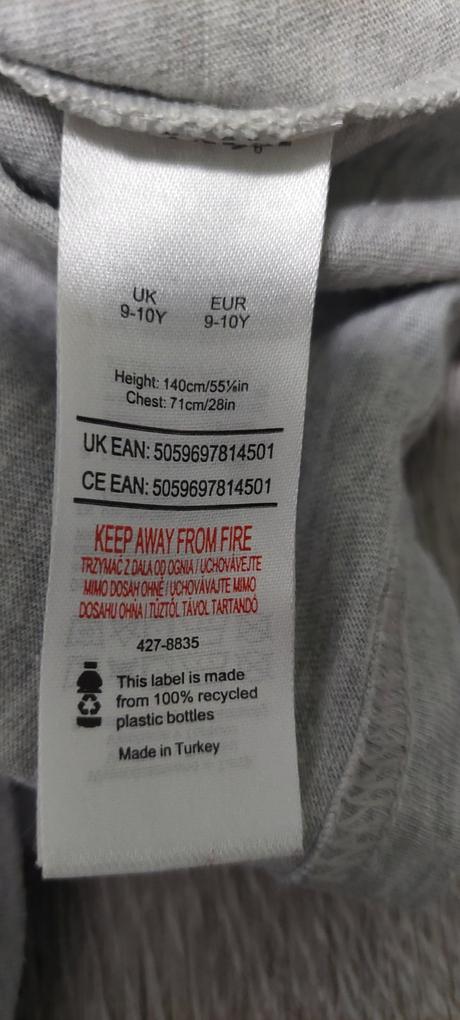 UK EUR
9-10Y 9-10Y
Height: 140cm/55⅛in
Chest: 71cm/28in
UK EAN: 5059697814501
CE EAN: 5059697814501
KEEP AWAY FROM FIRE
TRZYMAĆ Z DALA OD OGNIA / UCHOVÁVEJTE
MIMO DOSAH OHNĚ / UCHOVÁVAJTE MIMO
DOSAHU OHŇA / TŰZTŐL TÁVOL TARTANDÓ
427-8835
This label is made
from 100% recycled
plastic bottles
Made in Turkey